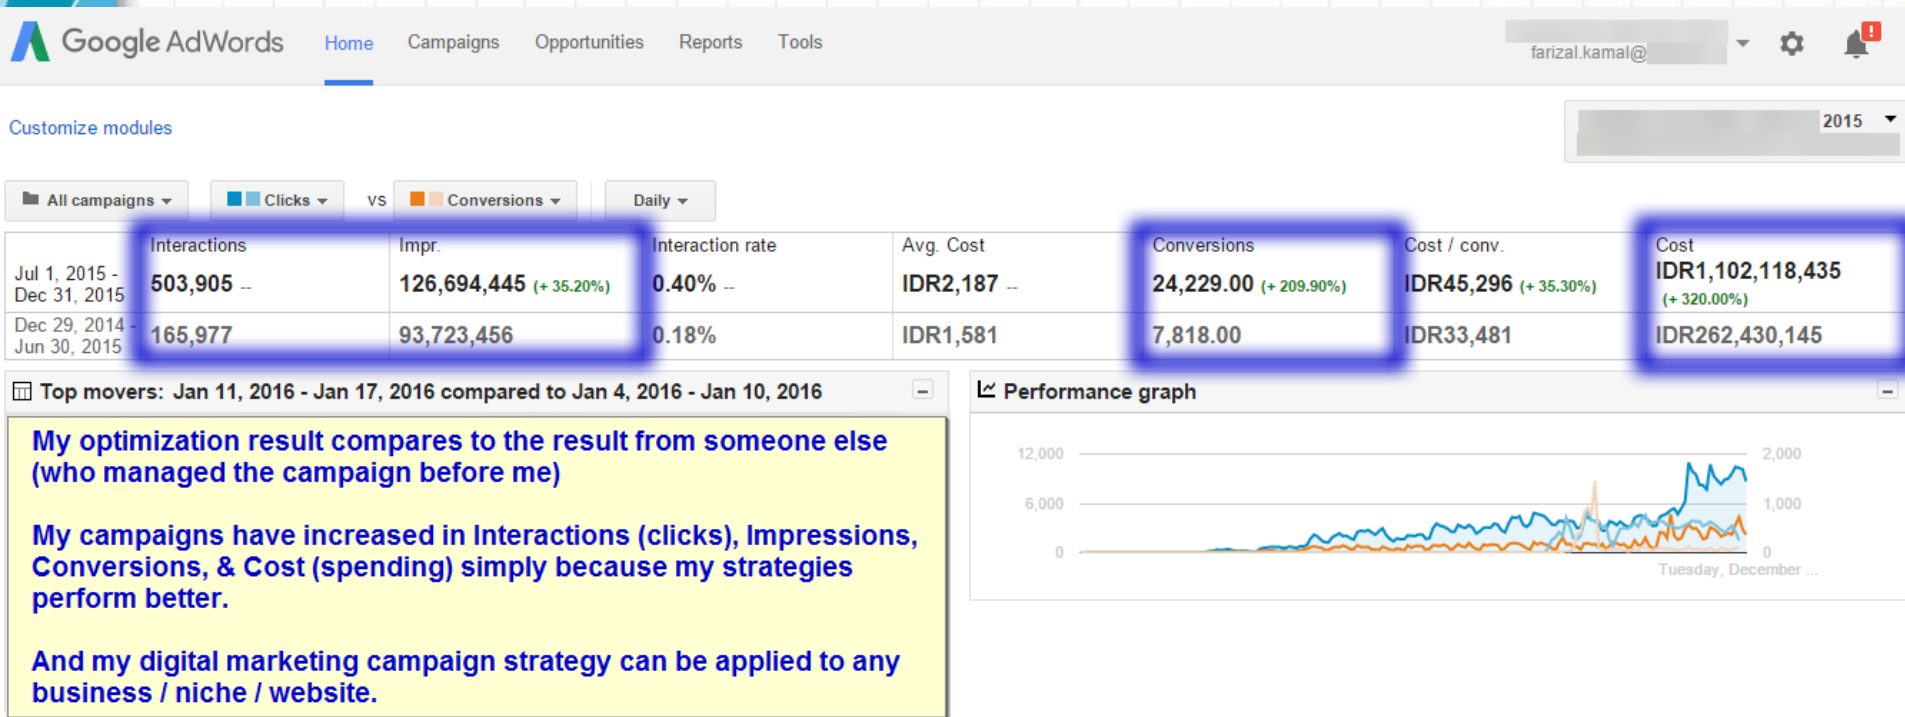 Google AdWords Home Campaigns Opportunities Reports Tools
farizal.kamal@
!
Customize modules
2015
All campaigns Clicks vs Conversions Daily
Interactions Impr. Interaction rate Avg. Cost Conversions Cost / conv. Cost
Jul 1, 2015 -
Dec 31, 2015
503,905 -- 126,694,445 (+ 35.20%) 0.40% -- IDR2,187 -- 24,229.00 (+ 209.90%) IDR45,296 (+ 35.30%) IDR1,102,118,435
(+ 320.00%)
Dec 29, 2014 -
Jun 30, 2015
165,977 93,723,456 0.18% IDR1,581 7,818.00 IDR33,481 IDR262,430,145
Top movers: Jan 11, 2016 - Jan 17, 2016 compared to Jan 4, 2016 - Jan 10, 2016
My optimization result compares to the result from someone else
(who managed the campaign before me)
My campaigns have increased in Interactions (clicks), Impressions,
Conversions, & Cost (spending) simply because my strategies
perform better.
And my digital marketing campaign strategy can be applied to any
business / niche / website.
Performance graph
12,000 2,000
6,000 1,000
0 0
Tuesday, December ...